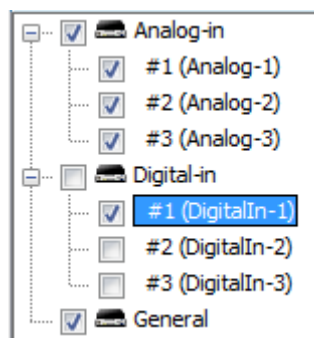 Analog-in
#1 (Analog-1)
#2 (Analog-2)
#3 (Analog-3)
Digital-in
#1 (DigitalIn-1)
#2 (DigitalIn-2)
#3 (DigitalIn-3)
General